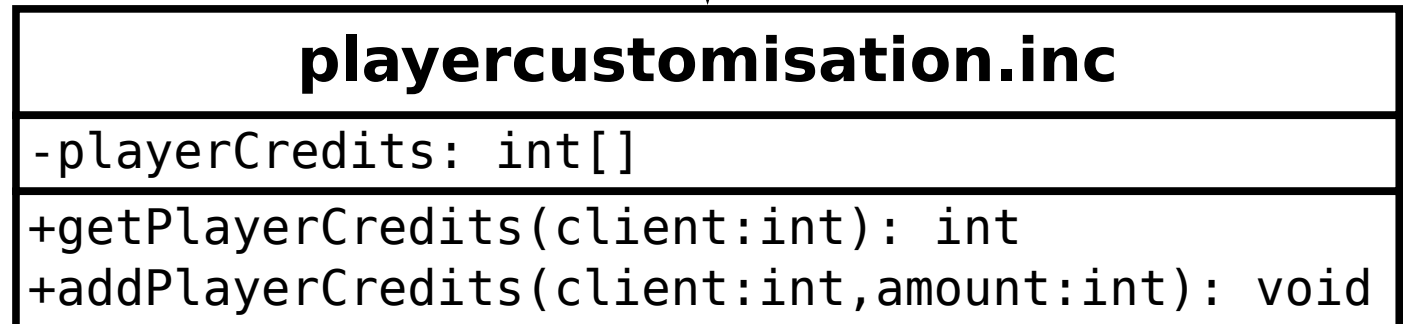 playercustomisation.inc
-playerCredits: int[]
+getPlayerCredits(client:int): int
+addPlayerCredits(client:int,amount:int): void